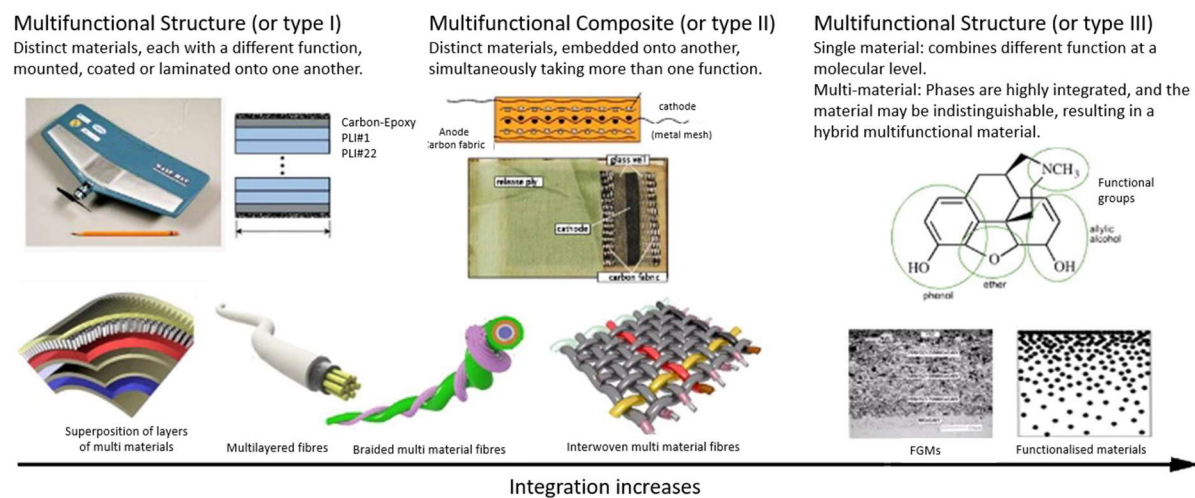 Multifunctional Structure (or type I)
Distinct materials, each with a different function,
mounted, coated or laminated onto one another.
Carbon-Epoxy
PLI#1
PLI#22
Superposition of layers
of multi materials
Multilayered fibres
Multifunctional Composite (or type II)
Distinct materials, embedded onto another,
simultaneously taking more than one function.
cathode
(metal mesh)
Anode
Carbon fabric
glass veil
release ply
cathode
carbon fabric
Braided multi material fibres
Interwoven multi material fibres
Multifunctional Structure (or type III)
Single material: combines different function at a
molecular level.
Multi-material: Phases are highly integrated, and the
material may be indistinguishable, resulting in
a hybrid multifunctional material.
NCH3
Functional
groups
allylic
alcohol
HO
O
OH
phenol
ether
FGMs
Functionalised materials
Integration increases